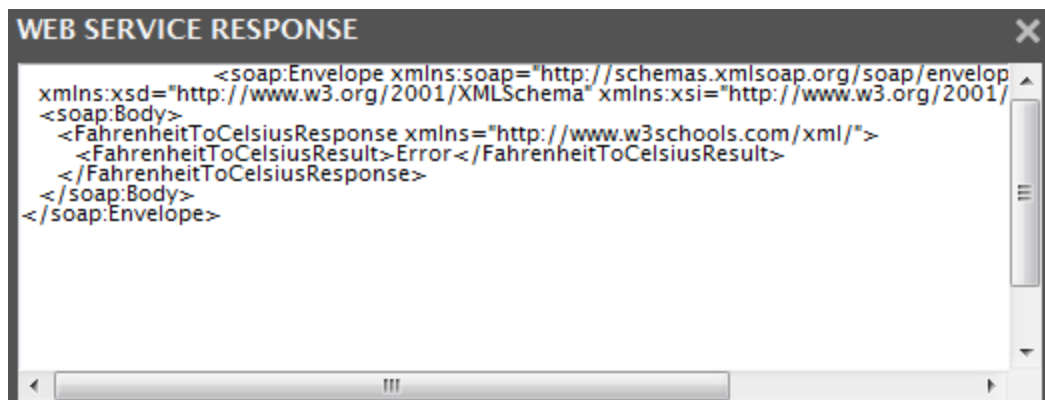 WEB SERVICE RESPONSE
<soap:Envelope xmlns:soap="http://schemas.xmlsoap.org/soap/envelop
xmlns:xsd="http://www.w3.org/2001/XMLSchema" xmlns:xsi="http://www.w3.org/2001/
<soap:Body>
<FahrenheitToCelsiusResponse xmlns="http://www.w3schools.com/xml/">
<FahrenheitToCelsiusResult>Error</FahrenheitToCelsiusResult>
</FahrenheitToCelsiusResponse>
</soap:Body>
</soap:Envelope>